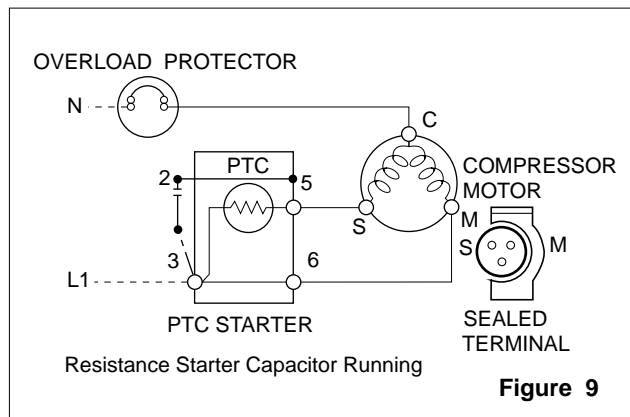 OVERLOAD PROTECTOR
N
C
PTC
2
5
COMPRESSOR
MOTOR
S
M
S
M
3
6
L1
PTC STARTER
SEALED
TERMINAL
Resistance Starter Capacitor Running
Figure 9